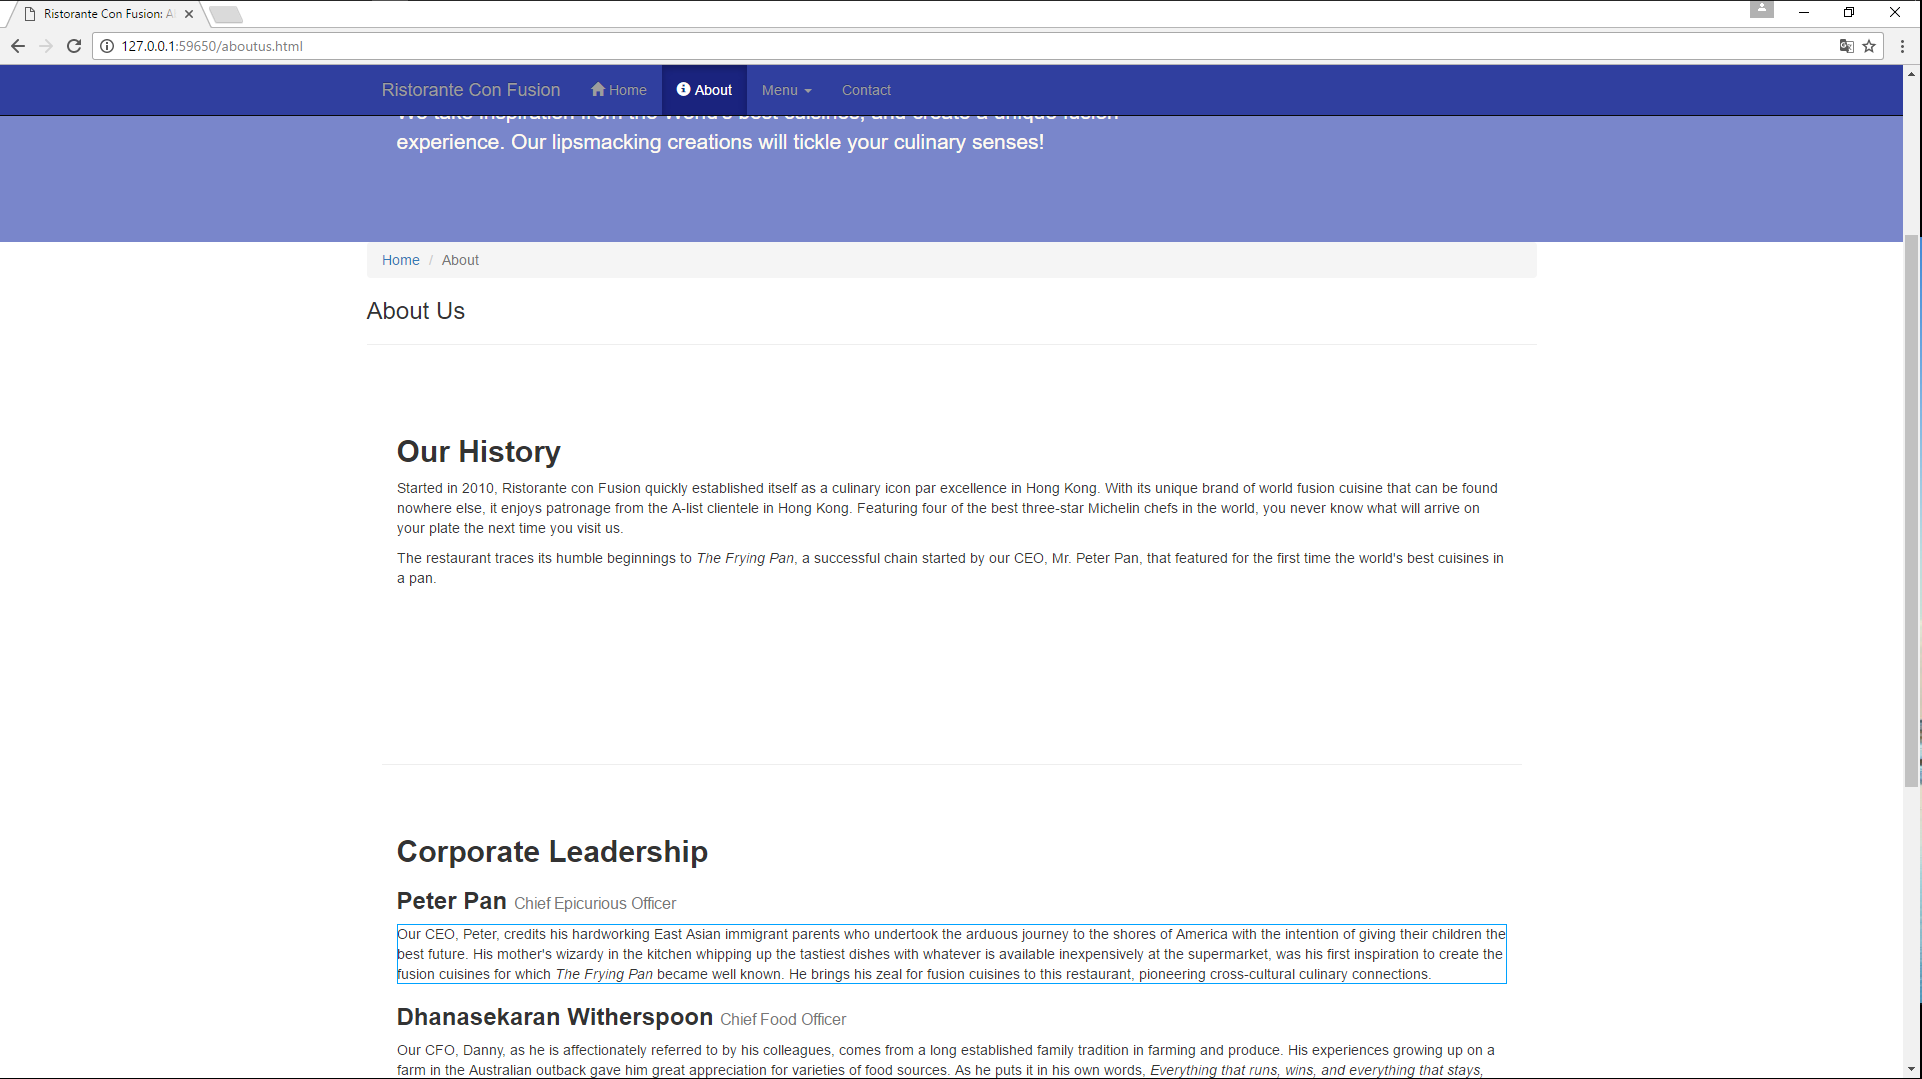 Ristorante Con Fusion: A
127.0.0.1:59650/aboutus.html
Ristorante Con Fusion Home About Menu Contact
We take inspiration from the World's best cuisines, and create a unique fusion
experience. Our lipsmacking creations will tickle your culinary senses!
Home / About
About Us
Our History
Started in 2010, Ristorante con Fusion quickly established itself as a culinary icon par excellence in Hong Kong. With its unique brand of world fusion cuisine that can be found
nowhere else, it enjoys patronage from the A-list clientele in Hong Kong. Featuring four of the best three-star Michelin chefs in the world, you never know what will arrive on
your plate the next time you visit us.
The restaurant traces its humble beginnings to The Frying Pan, a successful chain started by our CEO, Mr. Peter Pan, that featured for the first time the world's best cuisines in
a pan.
Corporate Leadership
Peter Pan Chief Epicurious Officer
Our CEO, Peter, credits his hardworking East Asian immigrant parents who undertook the arduous journey to the shores of America with the intention of giving their children the
best future. His mother's wizardy in the kitchen whipping up the tastiest dishes with whatever is available inexpensively at the supermarket, was his first inspiration to create the
fusion cuisines for which The Frying Pan became well known. He brings his zeal for fusion cuisines to this restaurant, pioneering cross-cultural culinary connections.
Dhanasekaran Witherspoon Chief Food Officer
Our CFO, Danny, as he is affectionately referred to by his colleagues, comes from a long established family tradition in farming and produce. His experiences growing up on a
farm in the Australian outback gave him great appreciation for varieties of food sources. As he puts it in his own words, Everything that runs, wins, and everything that stays,